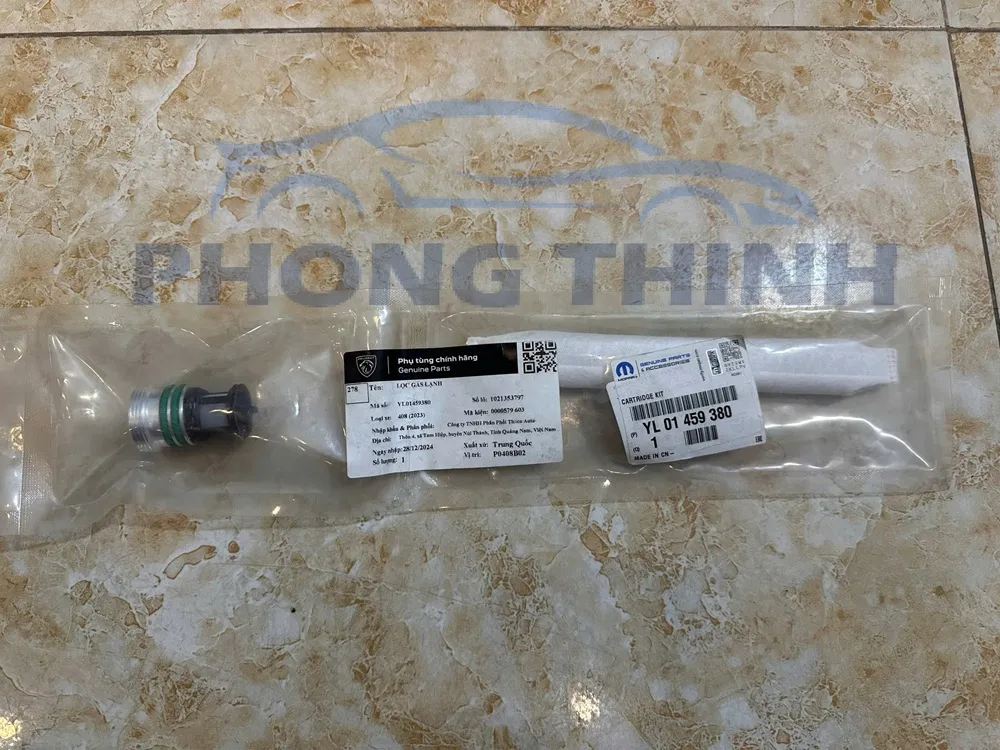 PHONG THINH
Phụ tùng chính hãng
Genuine Parts
278
Tên: LỌC GAS LẠNH
Mã số: YL01459380 Số lô: 1021353797
Loại xe: 408 (2023) Mã kiện: 0000579 603
Nhập khẩu & Phân phối: Công ty TNHH Phân Phối Thaco Auto
Địa chỉ: Thôn 4, xã Tam Hiệp, huyện Núi Thành, Tỉnh Quảng Nam, Việt Nam
Ngày nhập: 28/12/2024 Xuất xứ: Trung Quốc
Số lượng: 1 Vị trí: P0408B02
MOPAR
GENUINE PARTS
& ACCESSORIES
CARTRIDGE KIT
(P) YL 01 459 380
(Q) 1
MADE IN CN-